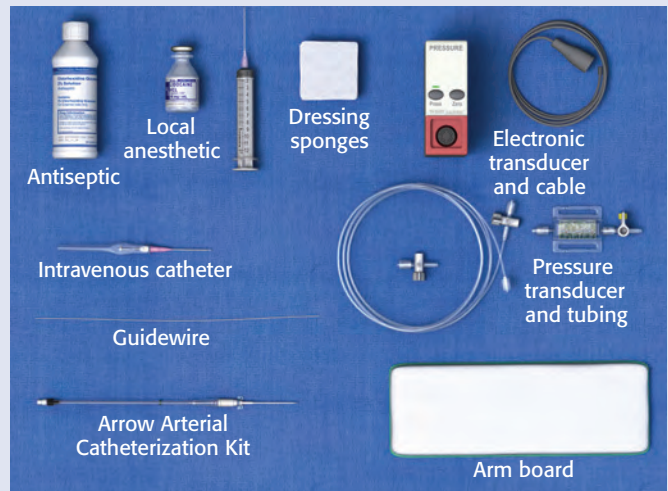 PRESSURE
Zero
Local
anesthetic
Dressing
sponges
Antiseptic
Electronic
transducer
and cable
Intravenous catheter
Pressure
transducer
and tubing
Guidewire
Arrow Arterial
Catheterization Kit
Arm board